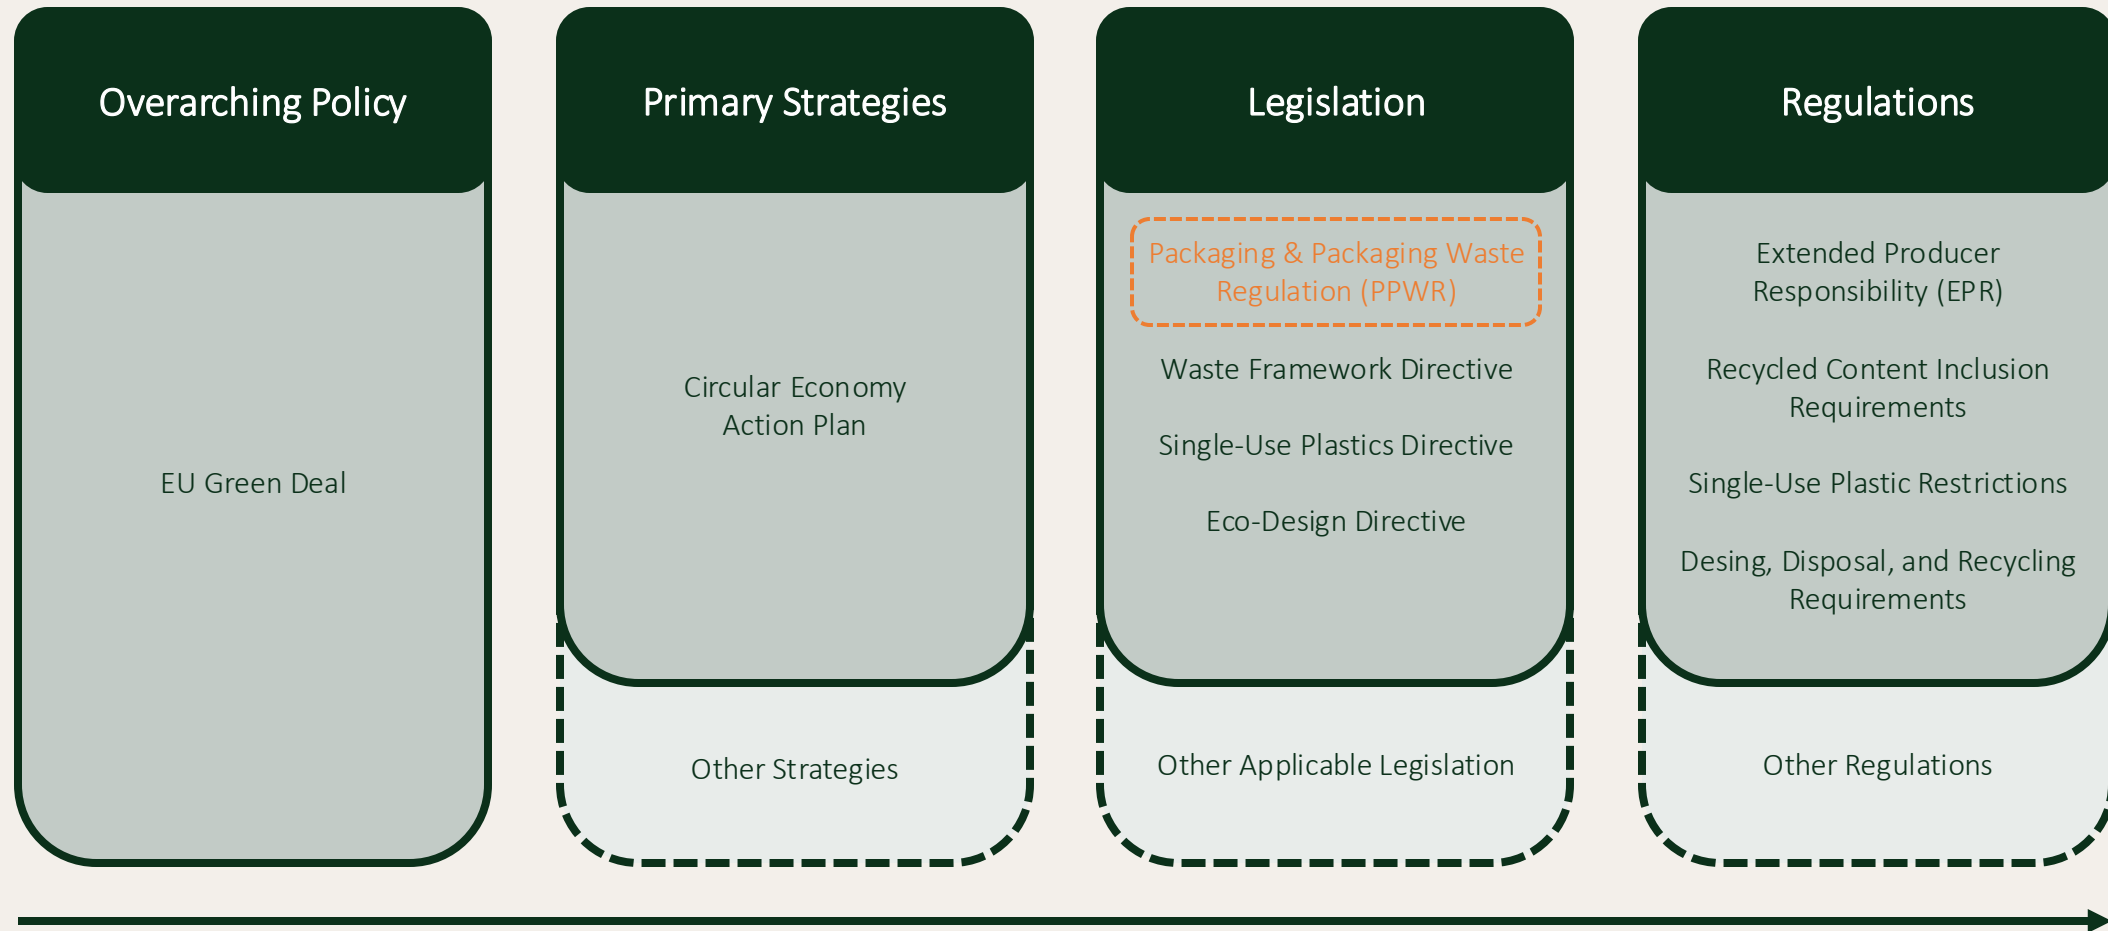 Overarching Policy
EU Green Deal
Primary Strategies
Circular Economy
Action Plan
Other Strategies
Legislation
Packaging & Packaging Waste
Regulation (PPWR)
Waste Framework Directive
Single-Use Plastics Directive
Eco-Design Directive
Other Applicable Legislation
Regulations
Extended Producer
Responsibility (EPR)
Recycled Content Inclusion
Requirements
Single-Use Plastic Restrictions
Desing, Disposal, and Recycling
Requirements
Other Regulations